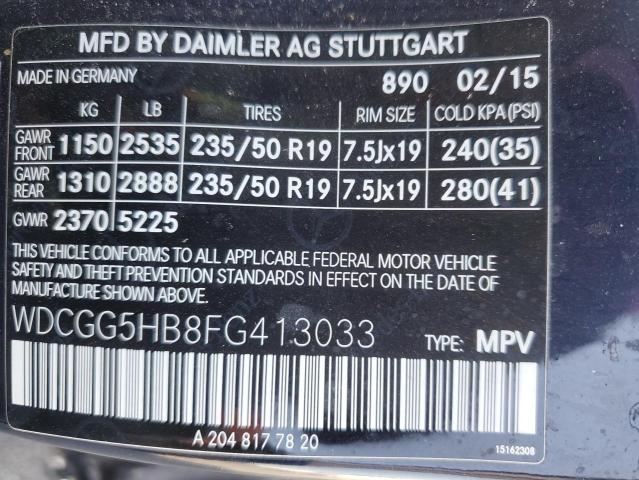 MFD BY DAIMLER AG STUTTGART
MADE IN GERMANY 890 02/15
KG LB TIRES RIM SIZE COLD KPA(PSI)
GAWR FRONT 1150 2535 235/50 R19 7.5Jx19 240(35)
GAWR REAR 1310 2888 235/50 R19 7.5Jx19 280(41)
GVWR 2370 5225
THIS VEHICLE CONFORMS TO ALL APPLICABLE FEDERAL MOTOR VEHICLE
SAFETY AND THEFT PREVENTION STANDARDS IN EFFECT ON THE DATE
OF MANUFACTURE SHOWN ABOVE.
WDCGG5HB8FG413033 TYPE: MPV
A 204 817 78 20
15162308